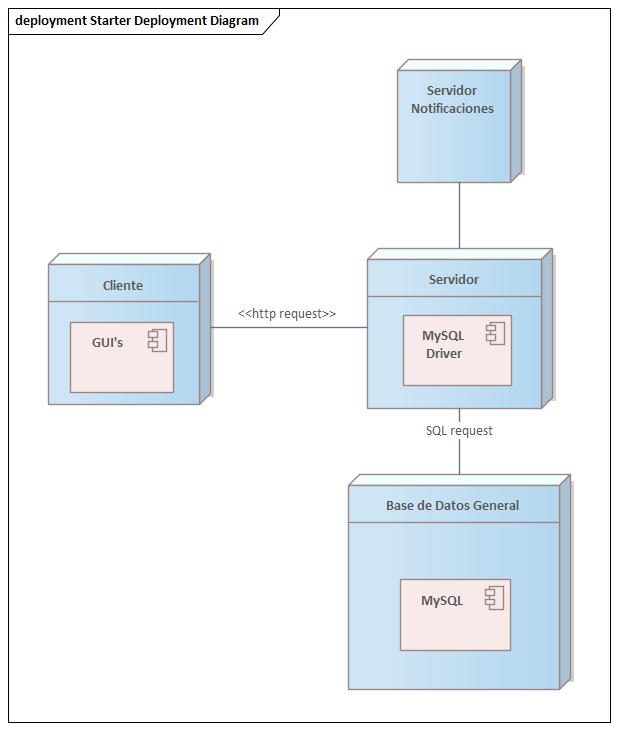 deployment Starter Deployment Diagram
Servidor
Notificaciones
Cliente
GUI's
<<http request>>
Servidor
MySQL
Driver
SQL request
Base de Datos General
MySQL